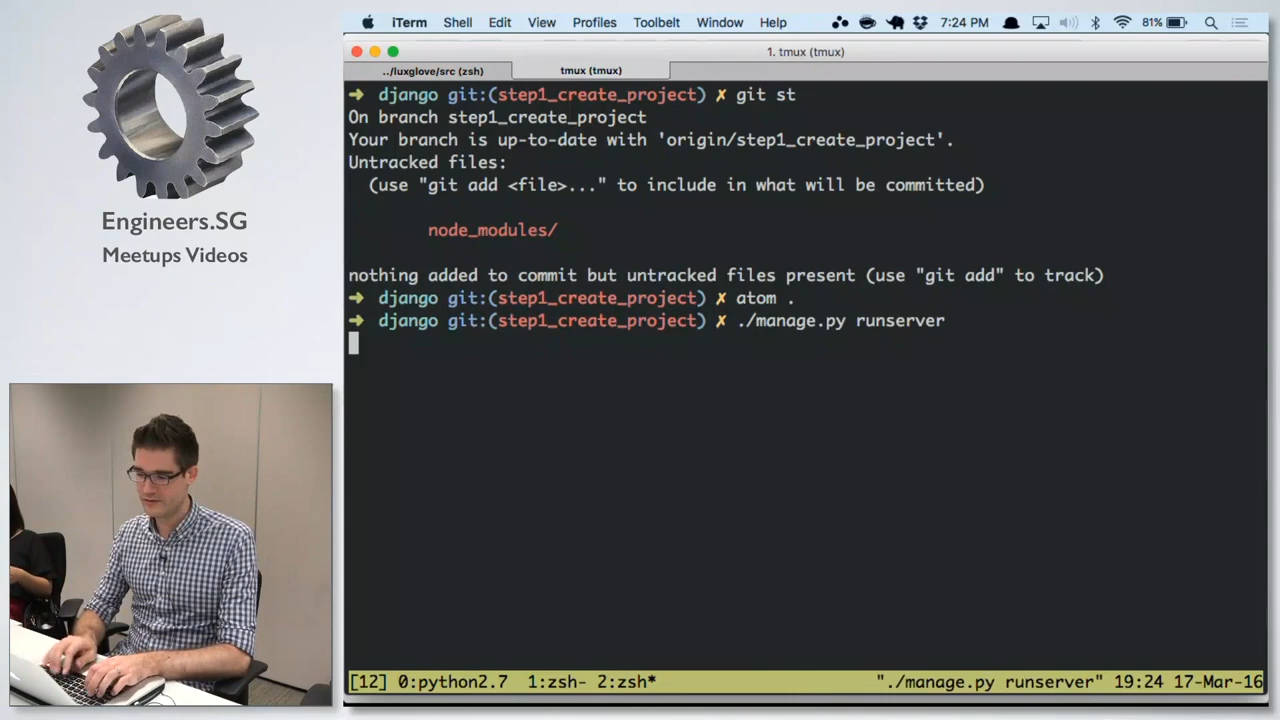 Engineers.SG
Meetups Videos
iTerm Shell Edit View Profiles Toolbelt Window Help 7:24 PM 81%
1. tmux (tmux)
../luxglove/src (zsh) tmux (tmux)
➜ django git:(step1_create_project) ✗ git st
On branch step1_create_project
Your branch is up-to-date with 'origin/step1_create_project'.
Untracked files:
(use "git add <file>..." to include in what will be committed)
node_modules/
nothing added to commit but untracked files present (use "git add" to track)
➜ django git:(step1_create_project) ✗ atom .
➜ django git:(step1_create_project) ✗ ./manage.py runserver
[12] 0:python2.7 1:zsh- 2:zsh* "./manage.py runserver" 19:24 17-Mar-16